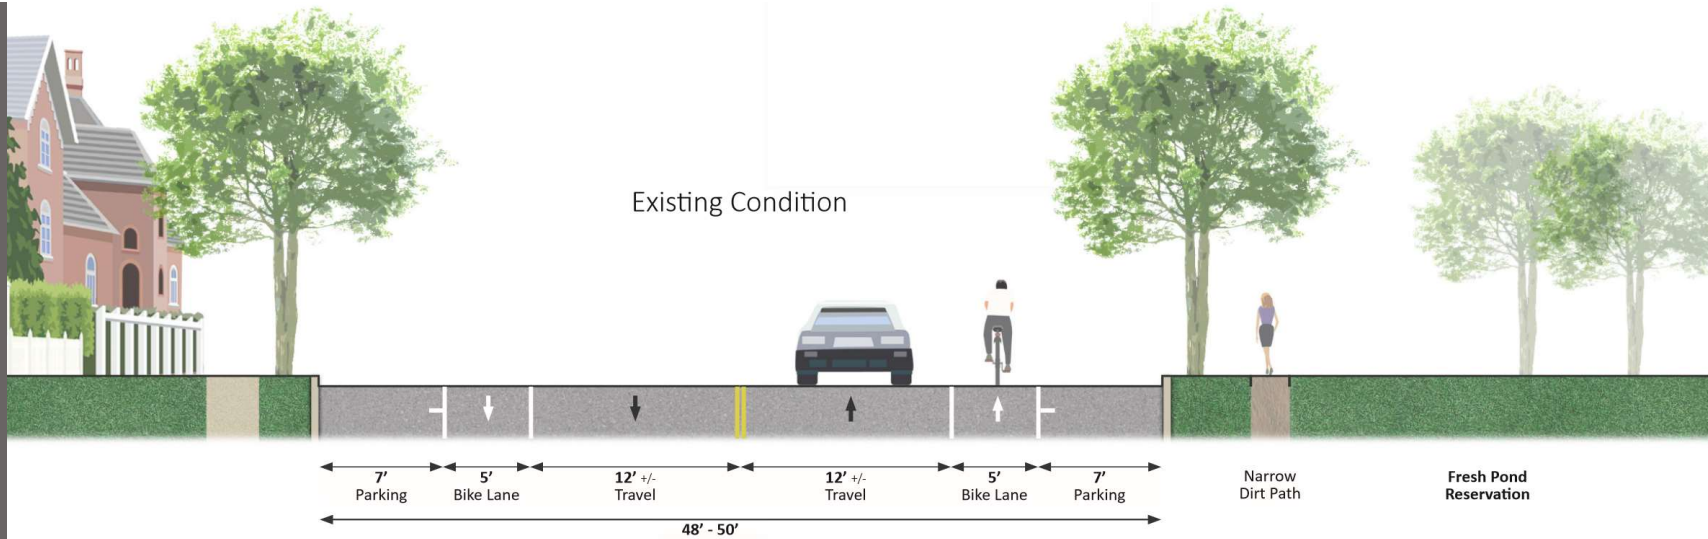 Existing Condition
7’
Parking
5’
Bike Lane
12’ +/-
Travel
12’ +/-
Travel
5’
Bike Lane
7’
Parking
Narrow
Dirt Path
Fresh Pond
Reservation
48’ - 50’